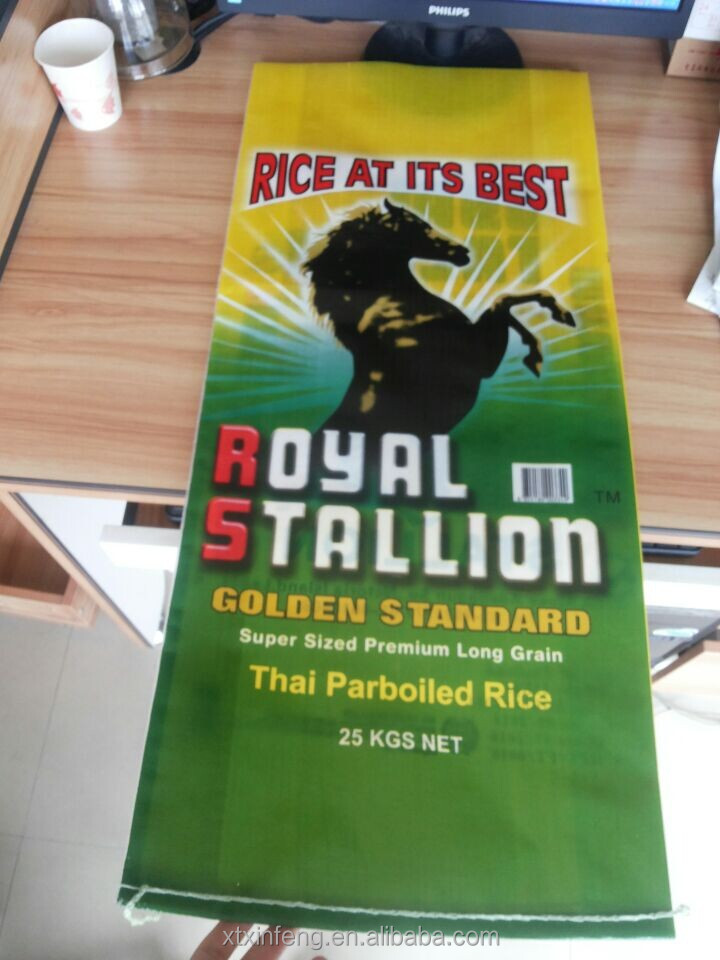 PHILIPS
RICE AT ITS BEST
ROYAL
TM
STALLION
GOLDEN STANDARD
Super Sized Premium Long Grain
Thai Parboiled Rice
25 KGS NET
xtxinfeng.en.alibaba.com